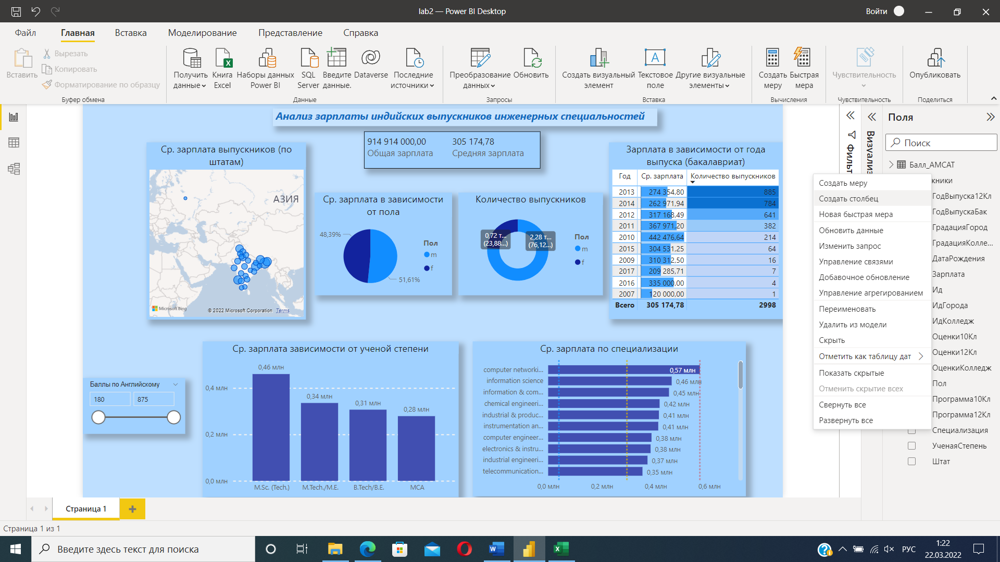 lab2 — Power BI Desktop
Войти
Файл
Главная
Вставка
Моделирование
Представление
Справка
Вставить
Вырезать
Копировать
Форматирование по образцу
Буфер обмена
Получить данные
Книга Excel
Наборы данных Power BI
SQL Server
Введите данные.
Dataverse
Последние источники
Данные
Преобразование данных
Обновить
Запросы
Создать визуальный элемент
Текстовое поле
Другие визуальные элементы
Вставка
Создать меру
Быстрая мера
Вычисления
Чувствительность
Чувствительность
Опубликовать
Поделиться
Анализ зарплаты индийских выпускников инженерных специальностей
914 914 000,00
Общая зарплата
305 174,78
Средняя зарплата
Ср. зарплата выпускников (по
штатам)
АЗИЯ
Microsoft Bing
© 2022 Microsoft Corporation Terms
Ср. зарплата в зависимости
от пола
48,39%
51,61%
Пол
m
f
Количество выпускников
0,72 т...
(23,88...)
2,28 т...
(76,12...)
Пол
m
f
Зарплата в зависимости от года
выпуска (бакалавриат)
Год Ср. зарплата Количество выпускников
2013 274 354,80 885
2014 262 971,94 784
2012 317 168,49 641
2011 367 971,20 382
2010 442 476,64 214
2015 304 531,25 64
2009 310 312,50 16
2017 209 285,71 7
2016 335 000,00 4
2007 120 000,00 1
Всего 305 174,78 2998
Баллы по Английскому
180
875
Ср. зарплата зависимости от ученой степени
0,4 млн
0,2 млн
0,0 млн
0,46 млн
0,34 млн
0,31 млн
0,28 млн
M.Sc. (Tech.)
M.Tech./M.E.
B.Tech/B.E.
MCA
Ср. зарплата по специализации
computer networki... 0,57 млн
information science 0,46 млн
information & com... 0,45 млн
chemical engineeri... 0,42 млн
industrial & produc... 0,41 млн
instrumentation an... 0,41 млн
computer engineer... 0,38 млн
electronics & instru... 0,38 млн
industrial engineeri... 0,37 млн
telecommunication... 0,35 млн
0,0 млн 0,2 млн 0,4 млн 0,6 млн
Фильт
Визуализ
Поля
Поиск
Балл_АМСАТ
кники
ГодВыпуска12Кл
ГодВыпускаБак
ГрадацияГород
ГрадацияКолле...
ДатаРождения
Зарплата
Ид
ИдГорода
ИдКолледж
Оценки10Кл
Оценки12Кл
ОценкиКолледж
Пол
Программа10Кл
Программа12Кл
Специализация
УченаяСтепень
Штат
Создать меру
Создать столбец
Новая быстрая мера
Обновить данные
Изменить запрос
Управление связями
Добавочное обновление
Управление агрегированием
Переименовать
Удалить из модели
Скрыть
Отметить как таблицу дат
Показать скрытые
Отменить скрытие всех
Свернуть все
Развернуть все
Страница 1
Страница 1 из 1
Введите здесь текст для поиска
РУС
1:22
22.03.2022